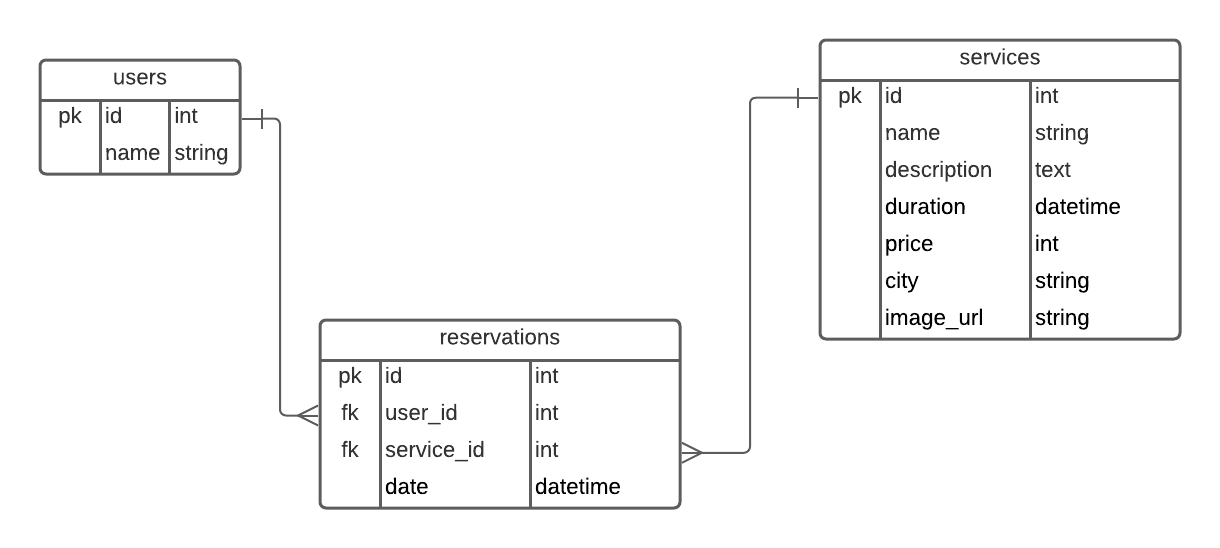 users
pk id int
name string
services
pk id int
name string
description text
duration datetime
price int
city string
image_url string
reservations
pk id int
fk user_id int
fk service_id int
date datetime